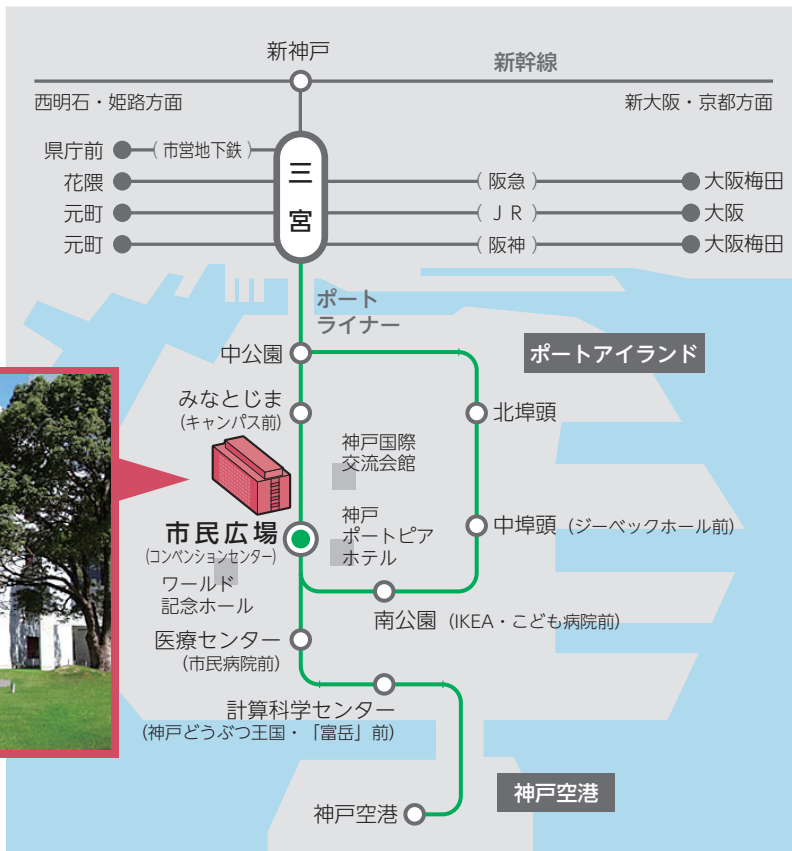 新神戸
新幹線
西明石・姫路方面
新大阪・京都方面
県庁前
(市営地下鉄)
三宮
花隈
(阪急)
大阪梅田
元町
(JR)
大阪
元町
(阪神)
大阪梅田
ポート
ライナー
中公園
ポートアイランド
みなとじま
(キャンパス前)
北埠頭
神戸国際
交流会館
市民広場
(コンベンションセンター)
神戸
ポートピア
ホテル
中埠頭 (ジーベックホール前)
ワールド
記念ホール
南公園 (IKEA・こども病院前)
医療センター
(市民病院前)
計算科学センター
(神戸どうぶつ王国・「富岳」前)
神戸空港
神戸空港